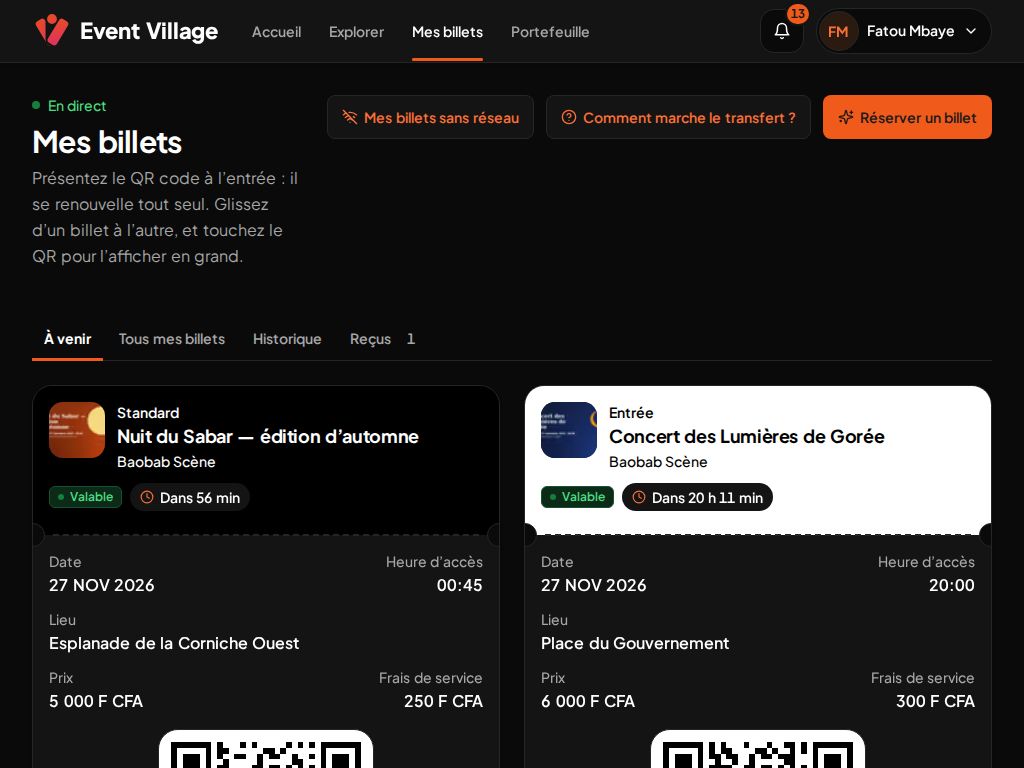 Event Village
Accueil
Explorer
Mes billets
Portefeuille
13
FM
Fatou Mbaye
En direct
Mes billets
Présentez le QR code à l’entrée : il
se renouvelle tout seul. Glissez
d’un billet à l’autre, et touchez le
QR pour l’afficher en grand.
Mes billets sans réseau
Comment marche le transfert ?
Réserver un billet
À venir
Tous mes billets
Historique
Reçus 1
Standard
Nuit du Sabar — édition d’automne
Baobab Scène
Valable
Dans 56 min
Date
Heure d’accès
27 NOV 2026
00:45
Lieu
Esplanade de la Corniche Ouest
Prix
Frais de service
5 000 F CFA
250 F CFA
Entrée
Concert des Lumières de Gorée
Baobab Scène
Valable
Dans 20 h 11 min
Date
Heure d’accès
27 NOV 2026
20:00
Lieu
Place du Gouvernement
Prix
Frais de service
6 000 F CFA
300 F CFA